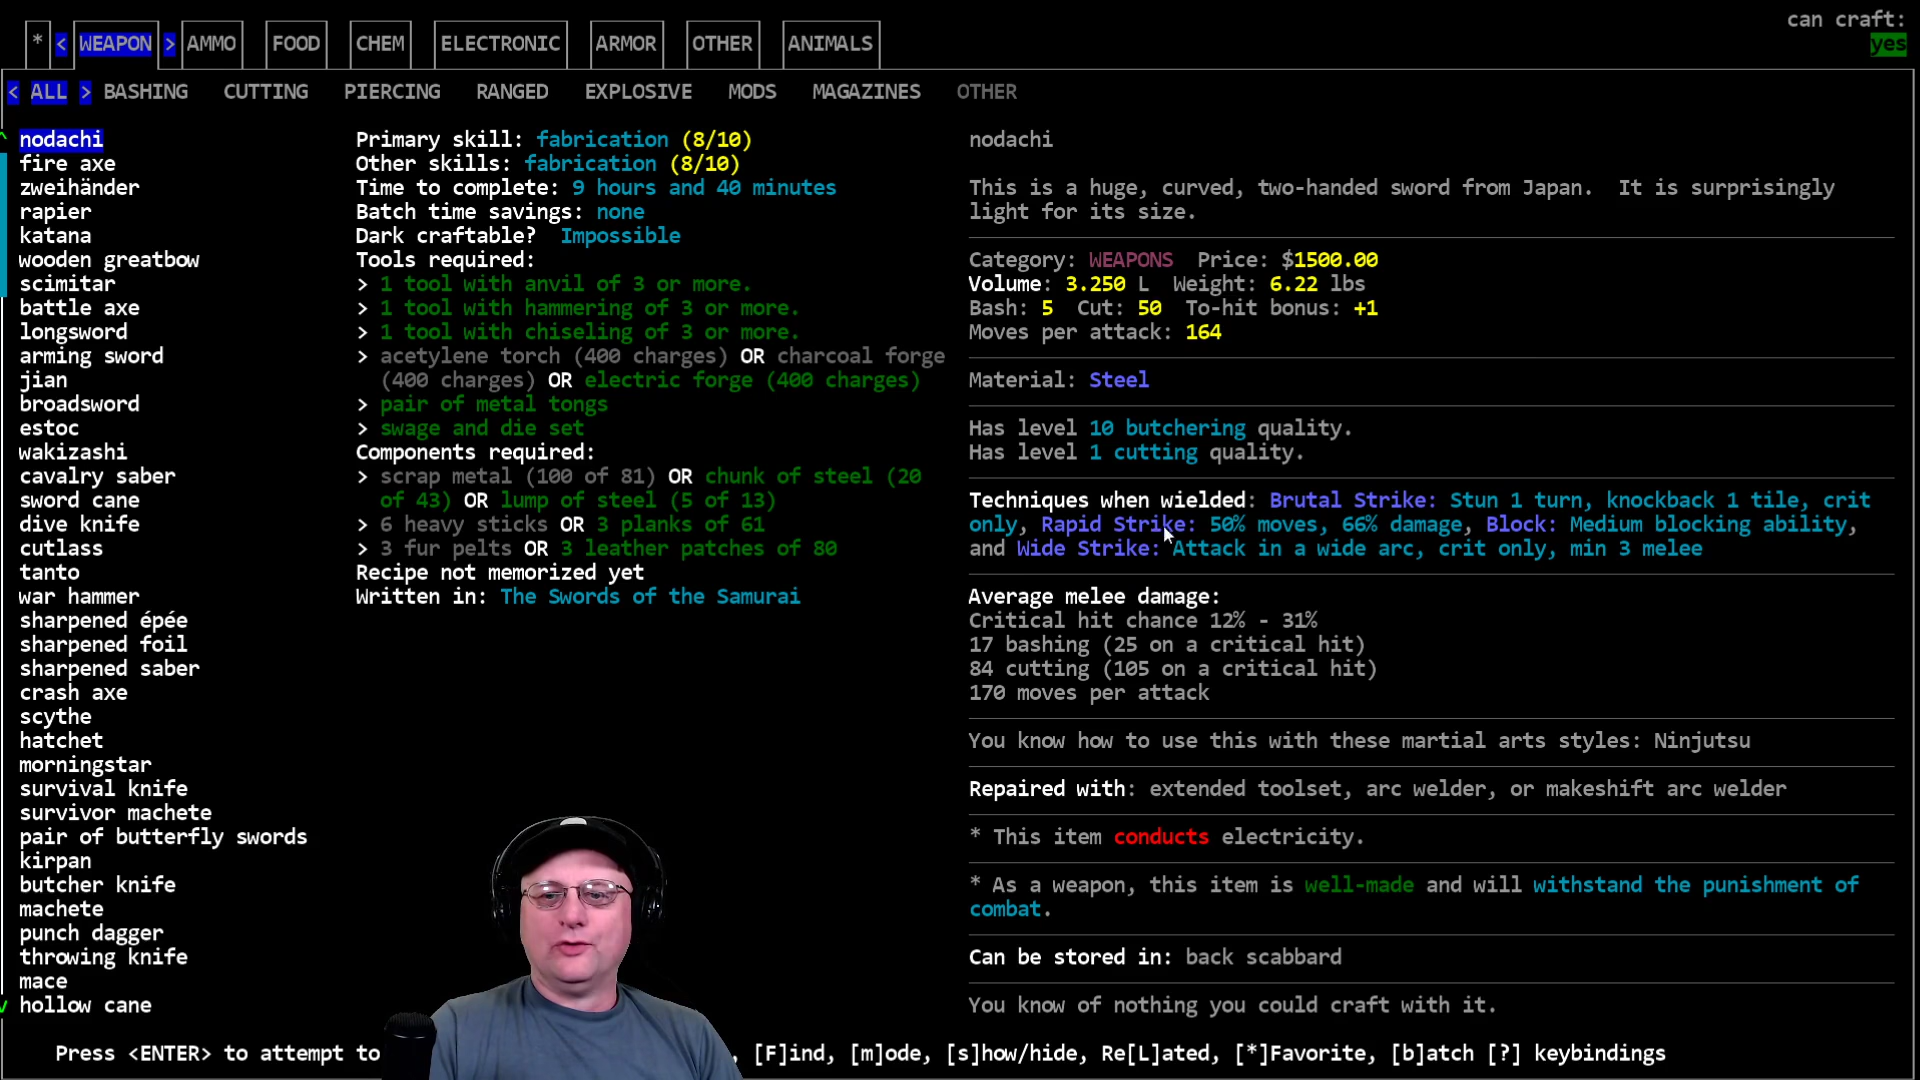 can craft:
* < WEAPON > AMMO FOOD CHEM ELECTRONIC ARMOR OTHER ANIMALS yes
< ALL > BASHING CUTTING PIERCING RANGED EXPLOSIVE MODS MAGAZINES OTHER
nodachi
fire axe
zweihänder
rapier
katana
wooden greatbow
scimitar
battle axe
longsword
arming sword
jian
broadsword
estoc
wakizashi
cavalry saber
sword cane
dive knife
cutlass
tanto
war hammer
sharpened épée
sharpened foil
sharpened saber
crash axe
scythe
hatchet
morningstar
survival knife
survivor machete
pair of butterfly swords
kirpan
butcher knife
machete
punch dagger
throwing knife
mace
hollow cane
Primary skill: fabrication (8/10)
Other skills: fabrication (8/10)
Time to complete: 9 hours and 40 minutes
Batch time savings: none
Dark craftable? Impossible
Tools required:
> 1 tool with anvil of 3 or more.
> 1 tool with hammering of 3 or more.
> 1 tool with chiseling of 3 or more.
> acetylene torch (400 charges) OR charcoal forge
(400 charges) OR electric forge (400 charges)
> pair of metal tongs
> swage and die set
Components required:
> scrap metal (100 of 81) OR chunk of steel (20
of 43) OR lump of steel (5 of 13)
> 6 heavy sticks OR 3 planks of 61
> 3 fur pelts OR 3 leather patches of 80
Recipe not memorized yet
Written in: The Swords of the Samurai
nodachi
This is a huge, curved, two-handed sword from Japan. It is surprisingly
light for its size.
Category: WEAPONS Price: $1500.00
Volume: 3.250 L Weight: 6.22 lbs
Bash: 5 Cut: 50 To-hit bonus: +1
Moves per attack: 164
Material: Steel
Has level 10 butchering quality.
Has level 1 cutting quality.
Techniques when wielded: Brutal Strike: Stun 1 turn, knockback 1 tile, crit
only, Rapid Strike: 50% moves, 66% damage, Block: Medium blocking ability,
and Wide Strike: Attack in a wide arc, crit only, min 3 melee
Average melee damage:
Critical hit chance 12% - 31%
17 bashing (25 on a critical hit)
84 cutting (105 on a critical hit)
170 moves per attack
You know how to use this with these martial arts styles: Ninjutsu
Repaired with: extended toolset, arc welder, or makeshift arc welder
* This item conducts electricity.
* As a weapon, this item is well-made and will withstand the punishment of
combat.
Can be stored in: back scabbard
You know of nothing you could craft with it.
Press <ENTER> to attempt to , [F]ind, [m]ode, [s]how/hide, Re[L]ated, [*]Favorite, [b]atch [?] keybindings